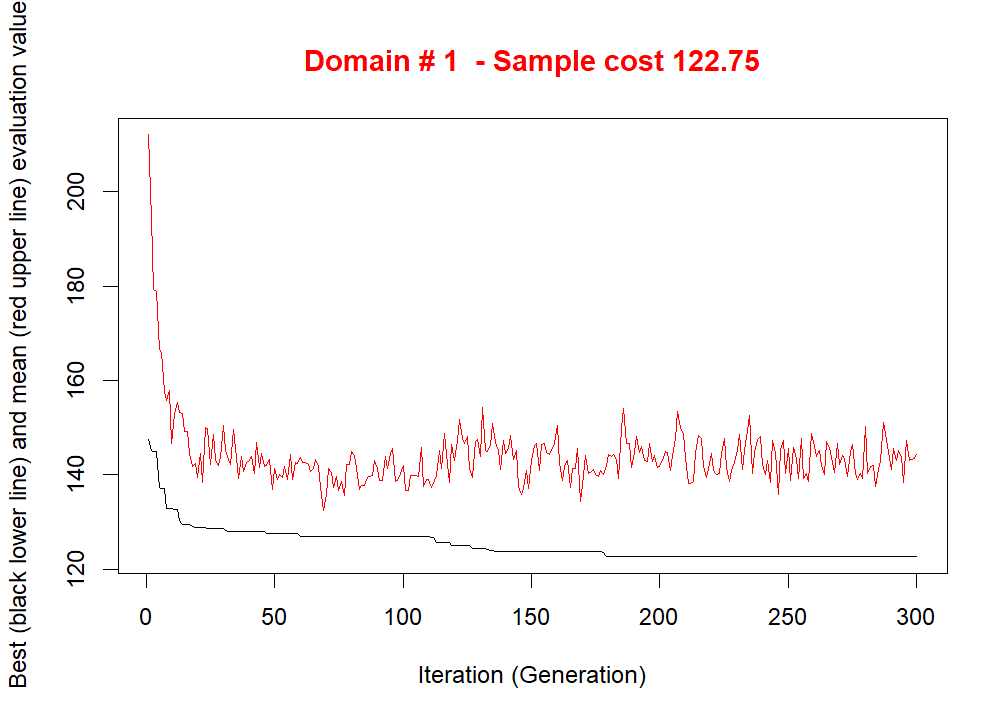 Domain # 1  - Sample cost 122.75
Best (black lower line) and mean (red upper line) evaluation value
200
180
160
140
120
0 50 100 150 200 250 300
Iteration (Generation)